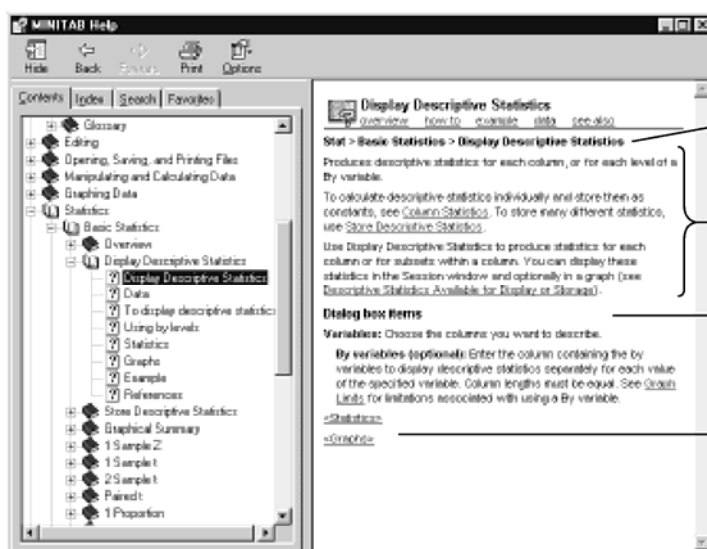 MINITAB Help
Hide Back Forward Print Options
Contents Index Search Favorites
Glossary
Editing
Opening, Saving, and Printing Files
Manipulating and Calculating Data
Graphing Data
Statistics
Basic Statistics
Overview
Display Descriptive Statistics
Display Descriptive Statistics
Data
To display descriptive statistics
Using by levels
Statistics
Graphs
Example
References
Store Descriptive Statistics
Graphical Summary
1 Sample Z
1 Sample t
2 Sample t
Paired t
1 Proportion
Display Descriptive Statistics
overview how to example data see also
Stat > Basic Statistics > Display Descriptive Statistics
Produces descriptive statistics for each column, or for each level of a
By variable.
To calculate descriptive statistics individually and store them as
constants, see Column Statistics. To store many different statistics,
use Store Descriptive Statistics.
Use Display Descriptive Statistics to produce statistics for each
column or for subsets within a column. You can display these
statistics in the Session window and optionally in a graph (see
Descriptive Statistics Available for Display or Storage).
Dialog box items
Variables: Choose the columns you want to describe.
By variables (optional): Enter the column containing the by
variables to display descriptive statistics separately for each value
of the specified variable. Column lengths must be equal. See Graph
Limits for limitations associated with using a By variable.
<Statistics>
<Graphs>